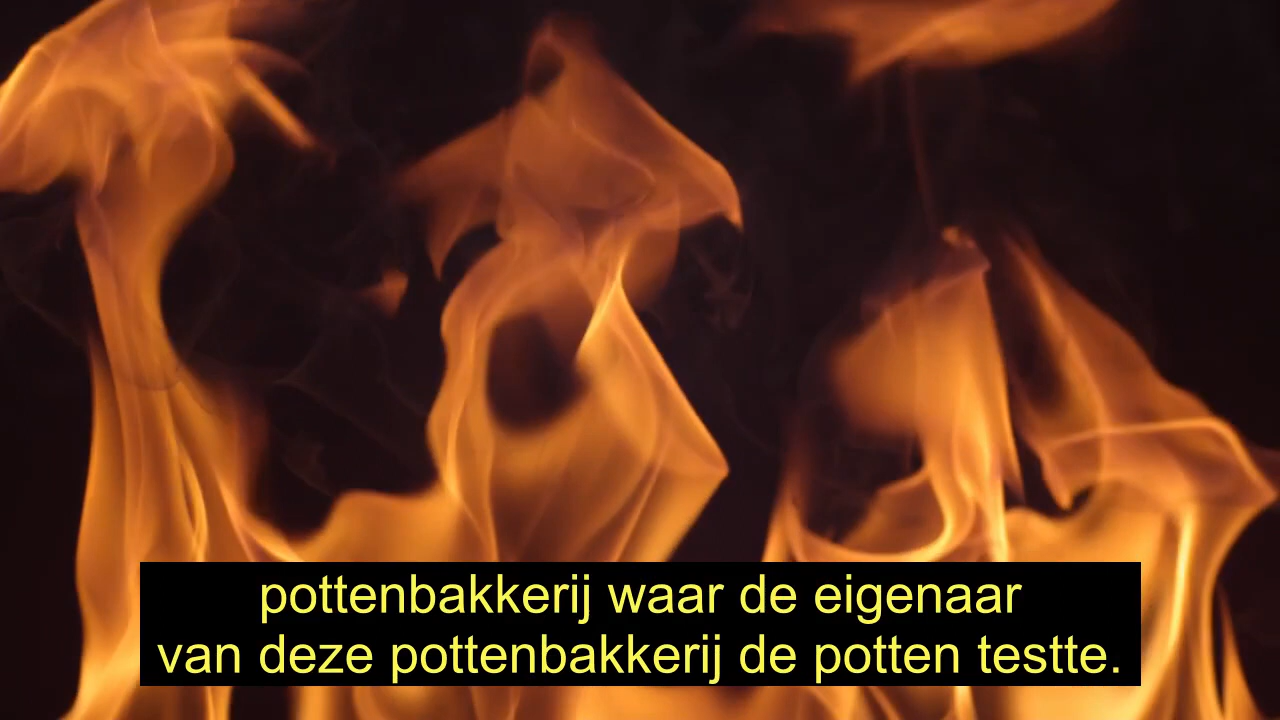 pottenbakkerij waar de eigenaar
van deze pottenbakkerij de potten testte.